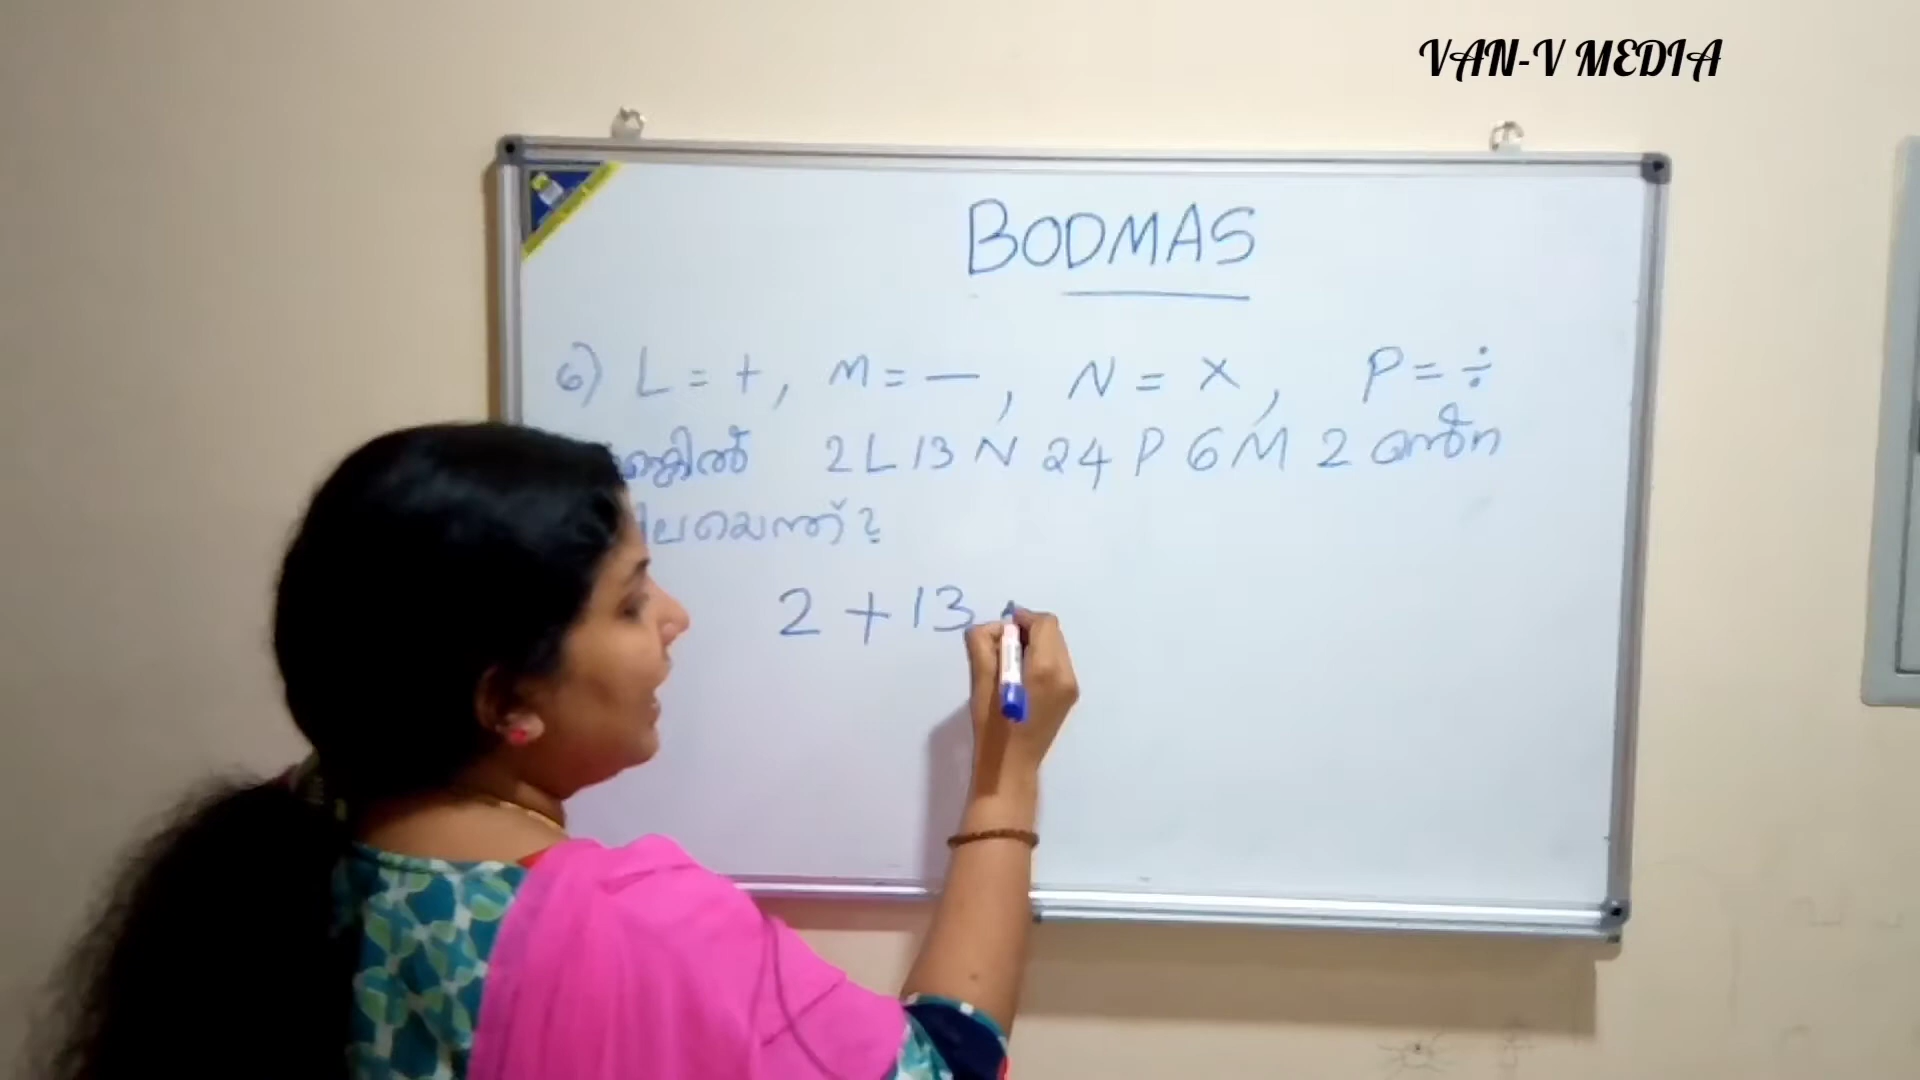 VAN-V MEDIA
BODMAS
6) L = +, M = —, N = ×, P = ÷
2 L 13 N 24 P 6 M 2 ന്റെ
2 + 13